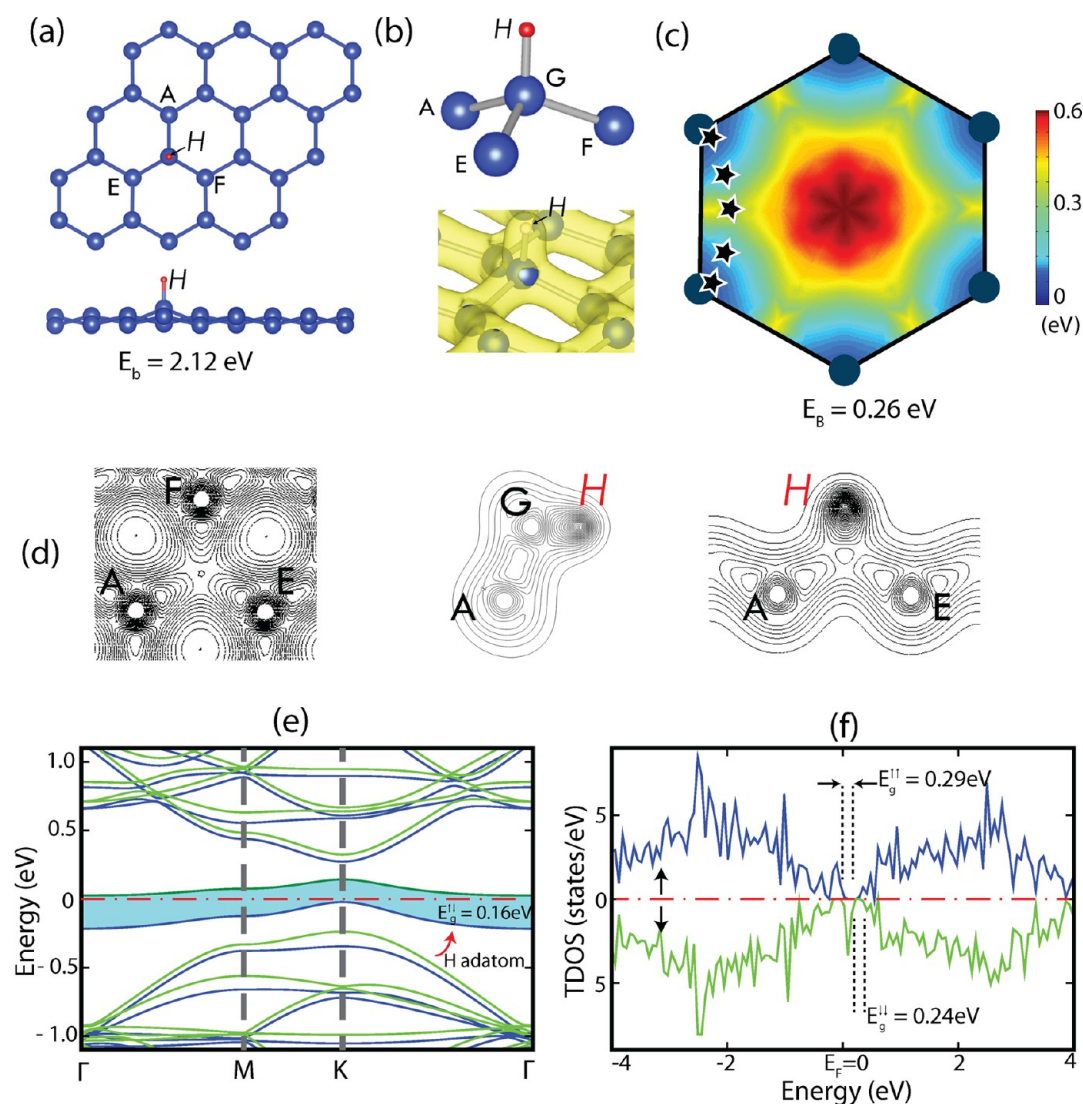 (a)
A
H
E
F
H
E_b = 2.12 eV
(b)
H
G
A
E
F
H
(c)
0.6
0.3
0
(eV)
E_B = 0.26 eV
(d)
F
A
E
G
H
A
H
A
E
(e)
1.0
0.5
0
- 0.5
- 1.0
Energy (eV)
E_g^↑↓ = 0.16eV
H adatom
Γ
M
K
Γ
(f)
E_g^↑↑ = 0.29eV
5
0
5
TDOS (states/eV)
E_g^↓↓ = 0.24eV
-4
-2
E_F=0
2
4
Energy (eV)